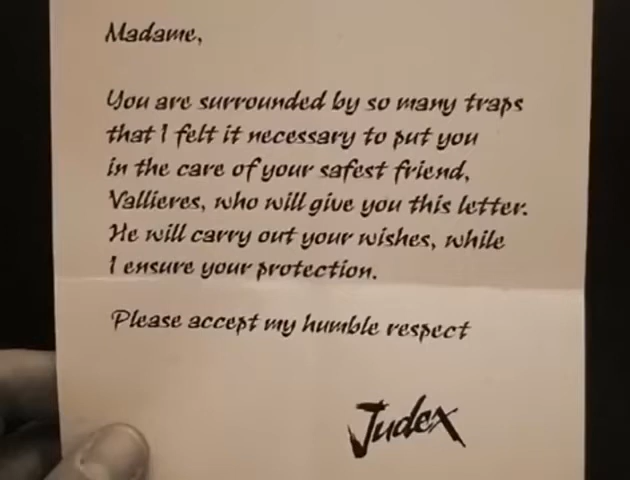 Madame,
You are surrounded by so many traps
that I felt it necessary to put you
in the care of your safest friend,
Vallieres, who will give you this letter.
He will carry out your wishes, while
I ensure your protection.
Please accept my humble respect
Judex